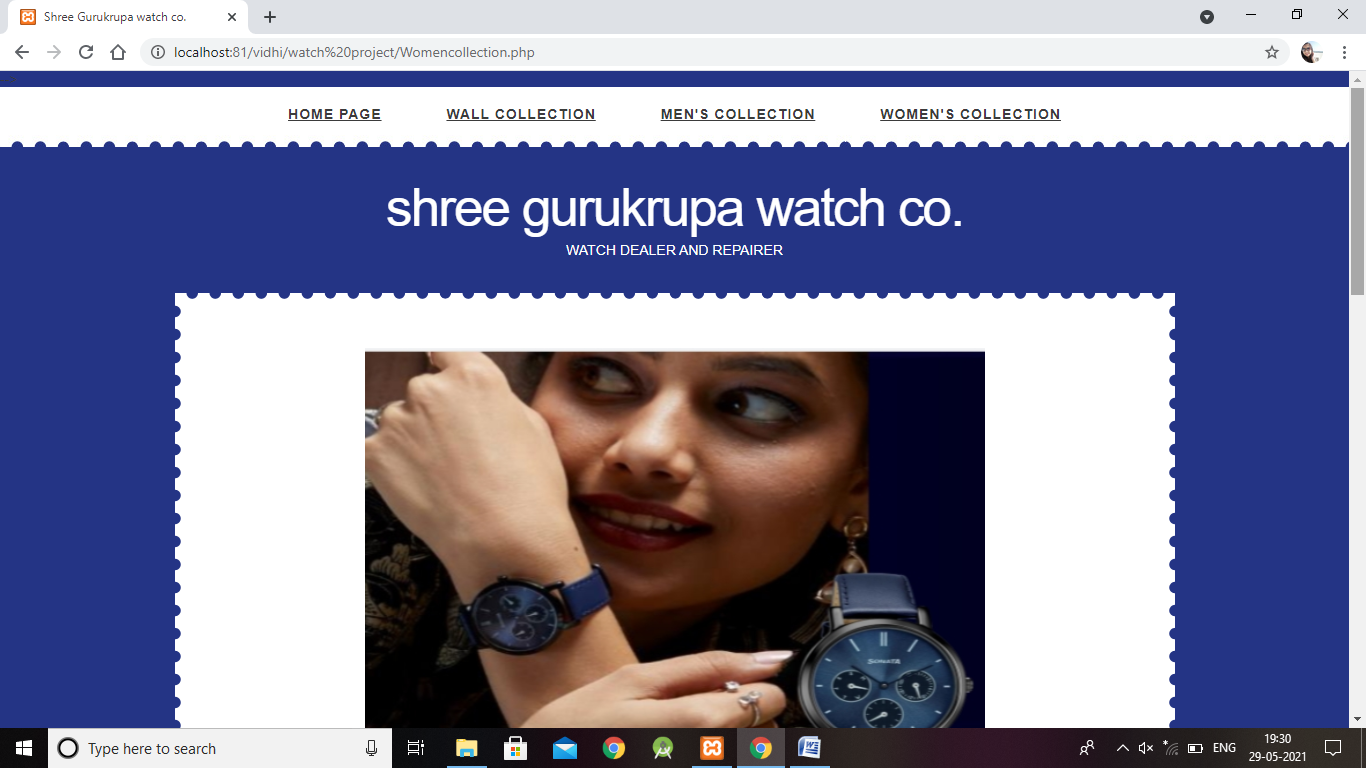 Shree Gurukrupa watch co.
localhost:81/vidhi/watch%20project/Womencollection.php
HOME PAGE WALL COLLECTION MEN'S COLLECTION WOMEN'S COLLECTION
shree gurukrupa watch co.
WATCH DEALER AND REPAIRER
SONATA
Type here to search
ENG
19:30
29-05-2021